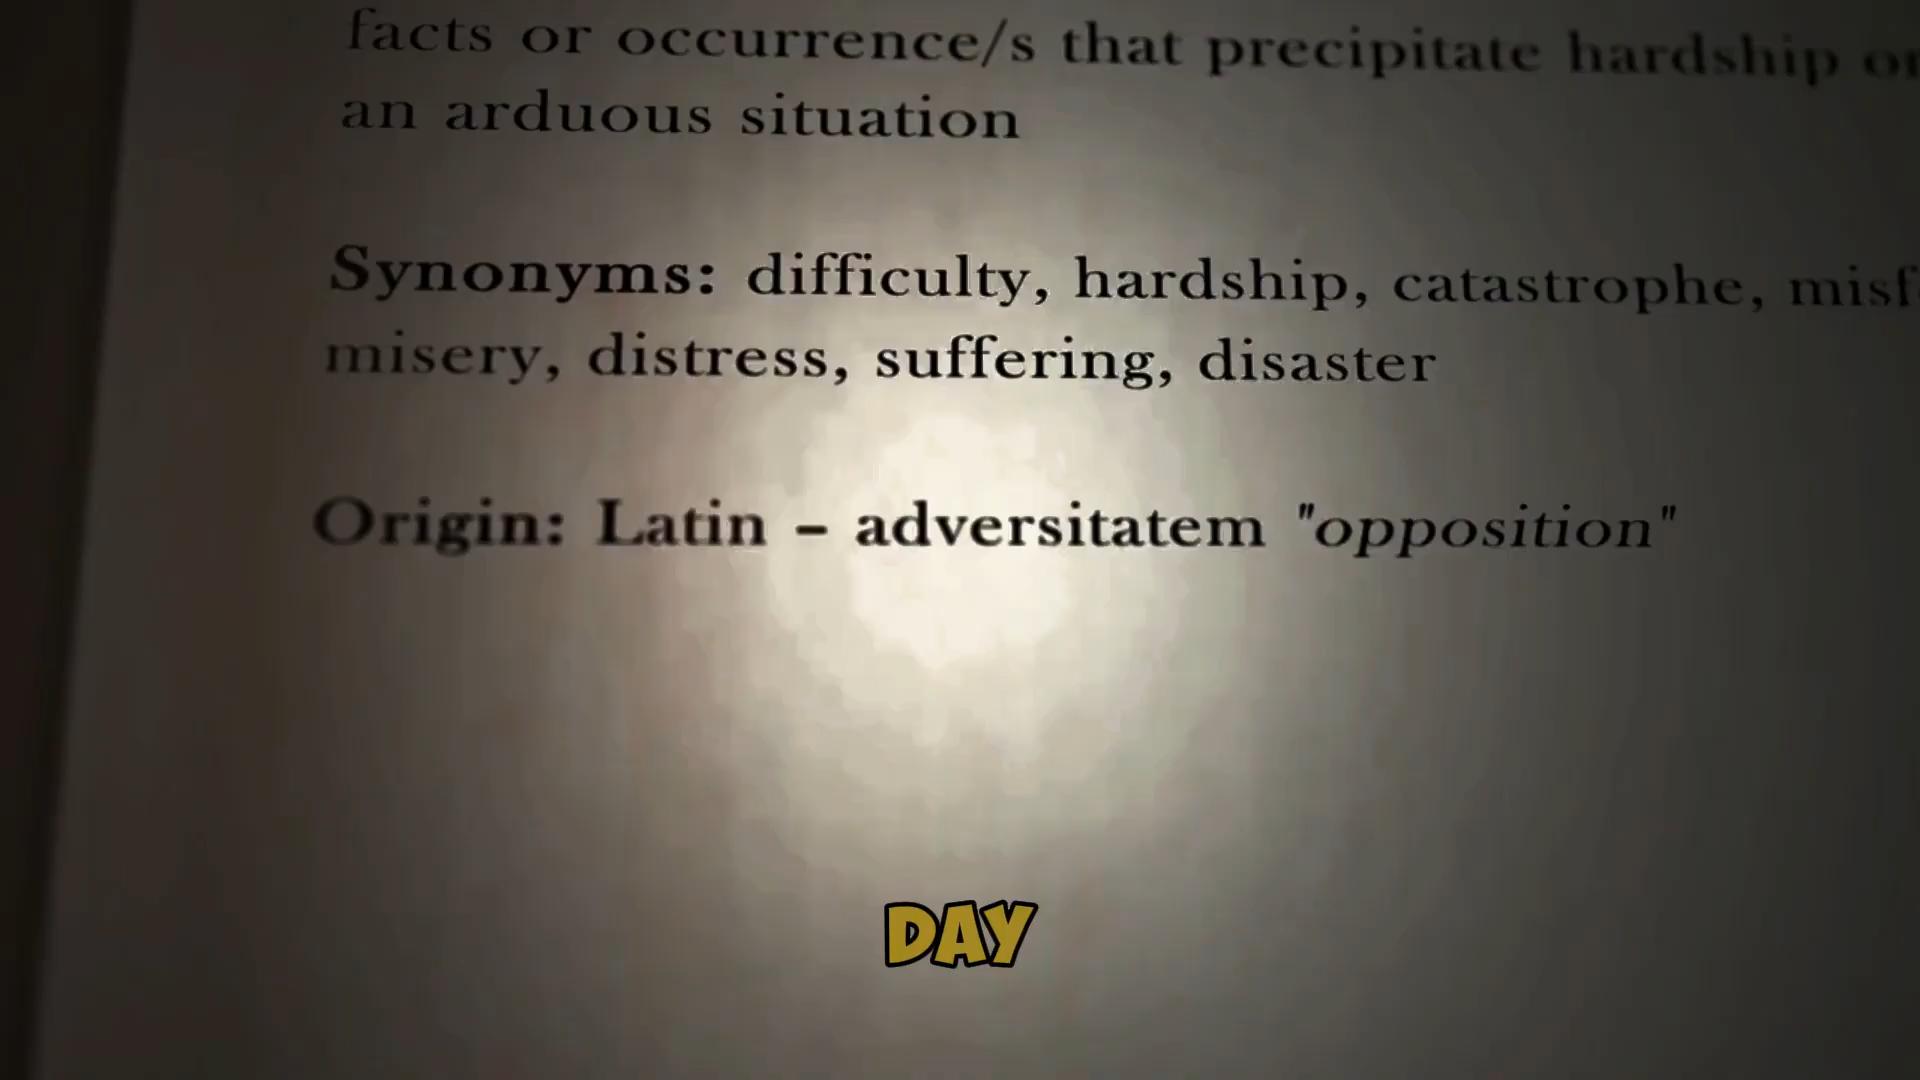 facts or occurrence/s that precipitate hardship or
an arduous situation
Synonyms: difficulty, hardship, catastrophe,
misery, distress, suffering, disaster
Origin: Latin – adversitatem "opposition"
DAY